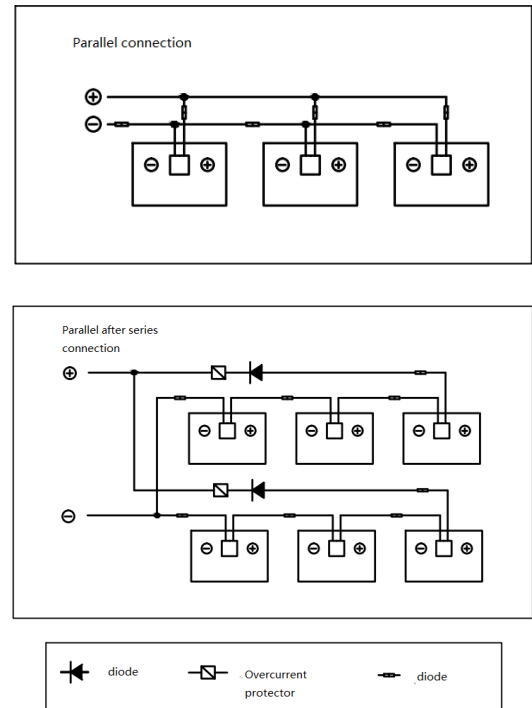 Parallel connection
Parallel after series
connection
diode
Overcurrent
protector
diode